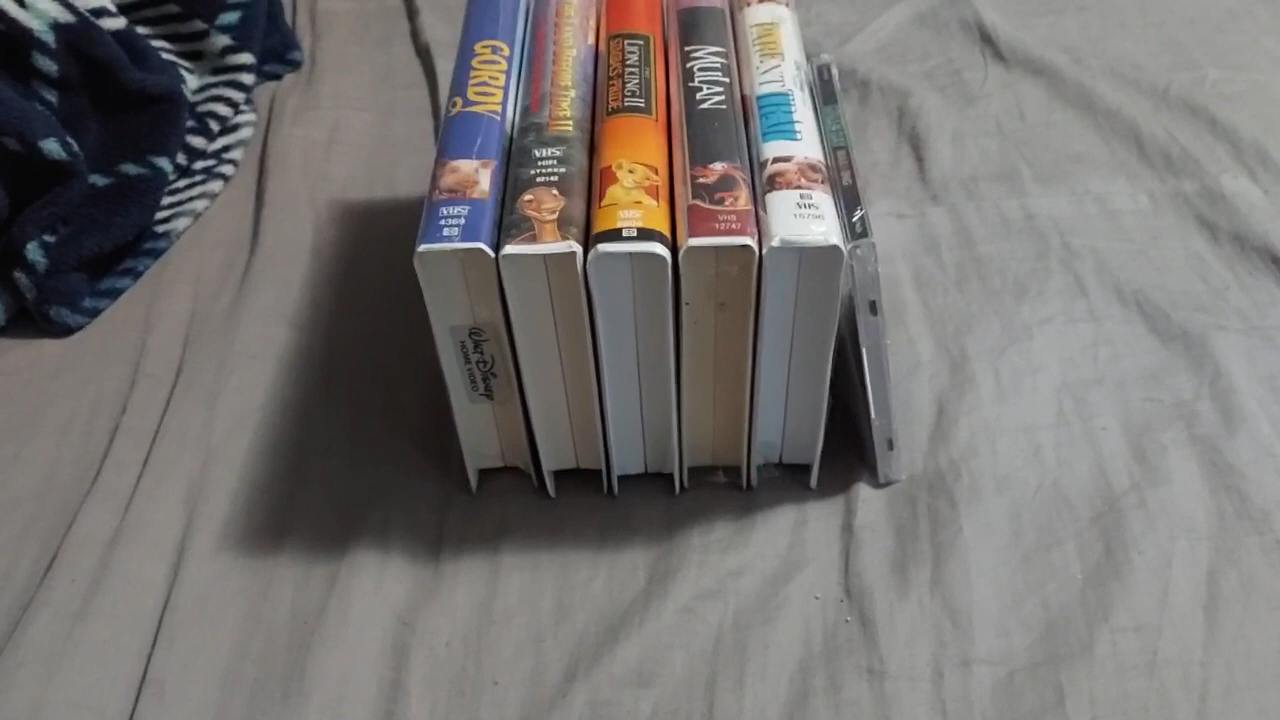 GORDY
VHS
4369
WALT DISNEY
HOME VIDEO
THE LAND BEFORE TIME II
VHS
HIFI
STEREO
82142
THE
LION KING II
SIMBA'S PRIDE
VHS
MULAN
VHS
12747
PARENT TRAP
VHS
15796